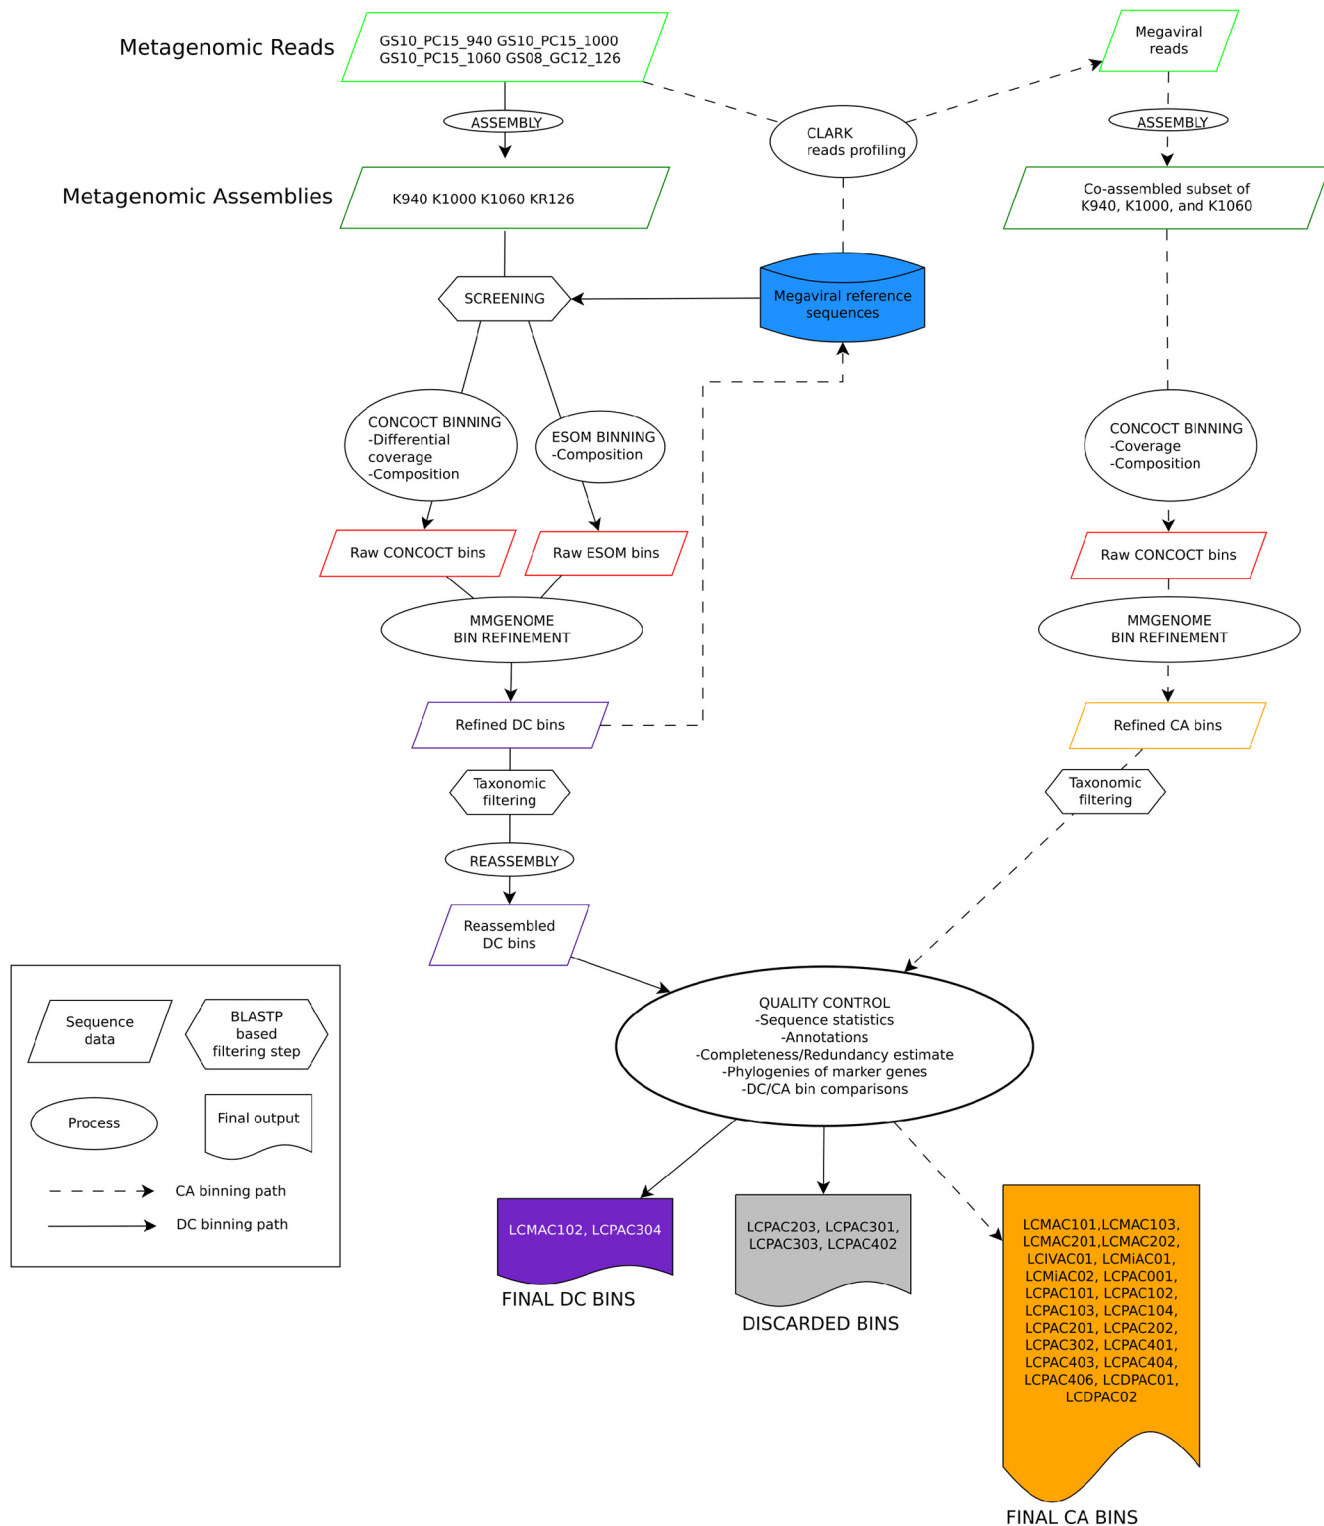 Metagenomic Reads
GS10_PC15_940 GS10_PC15_1000
GS10_PC15_1060 GS08_GC12_126
Megaviral
reads
ASSEMBLY
CLARK
reads profiling
ASSEMBLY
Metagenomic Assemblies
K940 K1000 K1060 KR126
Co-assembled subset of
K940, K1000, and K1060
SCREENING
Megaviral reference
sequences
CONCOCT BINNING
-Differential
coverage
-Composition
ESOM BINNING
-Composition
CONCOCT BINNING
-Coverage
-Composition
Raw CONCOCT bins
Raw ESOM bins
Raw CONCOCT bins
MMGENOME
BIN REFINEMENT
MMGENOME
BIN REFINEMENT
Refined DC bins
Refined CA bins
Taxonomic
filtering
Taxonomic
filtering
REASSEMBLY
Reassembled
DC bins
QUALITY CONTROL
-Sequence statistics
-Annotations
-Completeness/Redundancy estimate
-Phylogenies of marker genes
-DC/CA bin comparisons
Sequence
data
BLASTP
based
filtering step
Process
Final output
CA binning path
DC binning path
LCMAC102, LCPAC304
FINAL DC BINS
LCPAC203, LCPAC301,
LCPAC303, LCPAC402
DISCARDED BINS
LCMAC101,LCMAC103,
LCMAC201,LCMAC202,
LCIVAC01, LCMiAC01,
LCMiAC02, LCPAC001,
LCPAC101, LCPAC102,
LCPAC103, LCPAC104,
LCPAC201, LCPAC202,
LCPAC302, LCPAC401,
LCPAC403, LCPAC404,
LCPAC406, LCDPAC01,
LCDPAC02
FINAL CA BINS